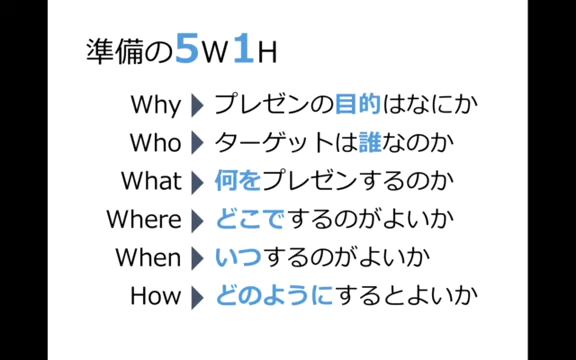 準備の5W1H
Why ▶ プレゼンの目的はなにか
Who ▶ ターゲットは誰なのか
What ▶ 何をプレゼンするのか
Where ▶ どこでするのがよいか
When ▶ いつするのがよいか
How ▶ どのようにするとよいか